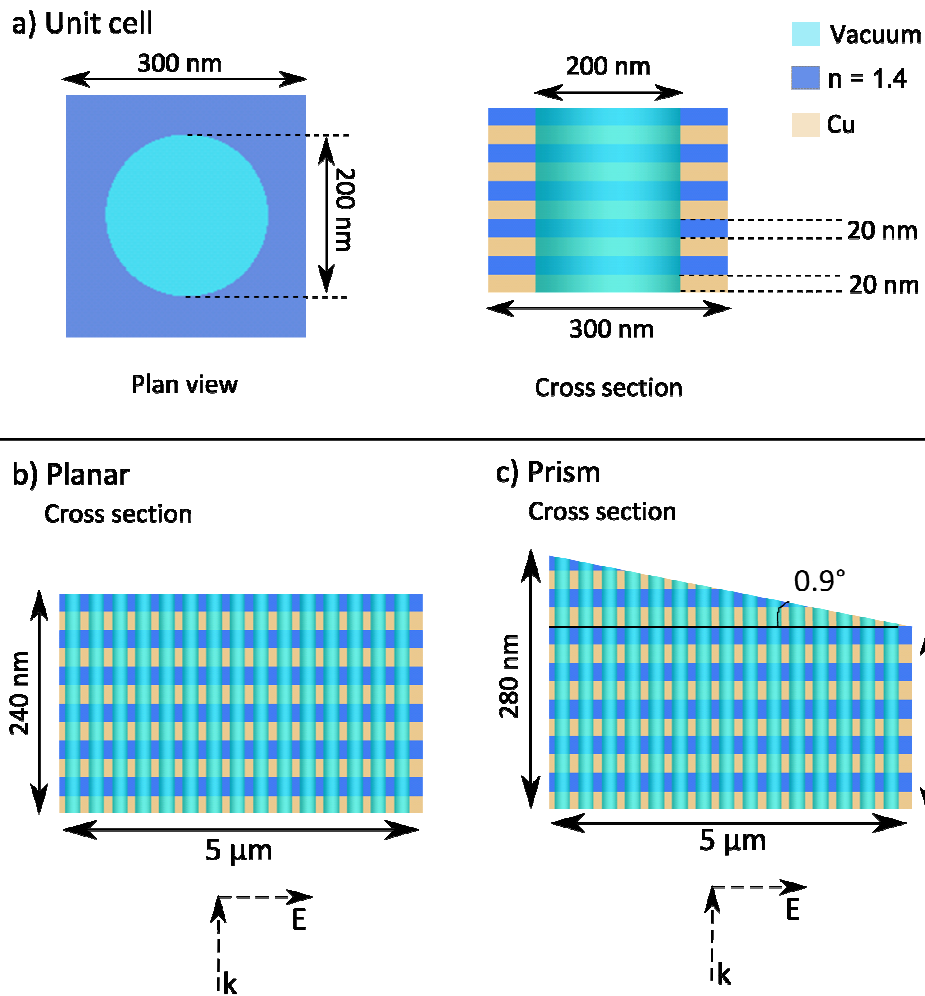 a) Unit cell
300 nm
200 nm
Plan view
200 nm
20 nm
20 nm
300 nm
Cross section
Vacuum
n = 1.4
Cu
b) Planar
Cross section
240 nm
5 µm
E
k
c) Prism
Cross section
0.9°
280 nm
5 µm
E
k